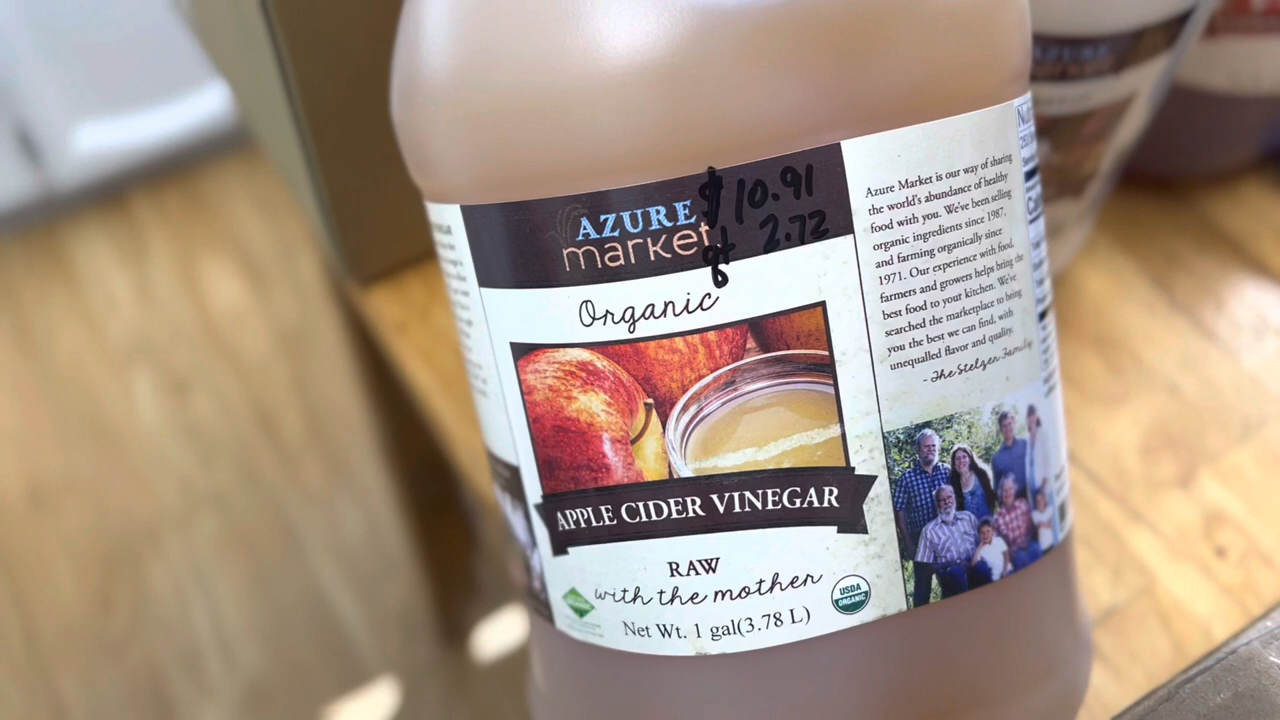 AZURE
market
$ 10.91
qt 2.72
Organic
APPLE CIDER VINEGAR
RAW
with the mother
USDA
ORGANIC
Net Wt. 1 gal(3.78 L)
Azure Market is our way of sharing
the world's abundance of healthy
food with you. We've been selling
organic ingredients since 1987,
and farming organically since
1971. Our experience with food,
farmers and growers helps bring the
best food to your kitchen. We've
searched the marketplace to bring
you the best we can find, with
unequalled flavor and quality.
- The Stelzer Family
AZURE